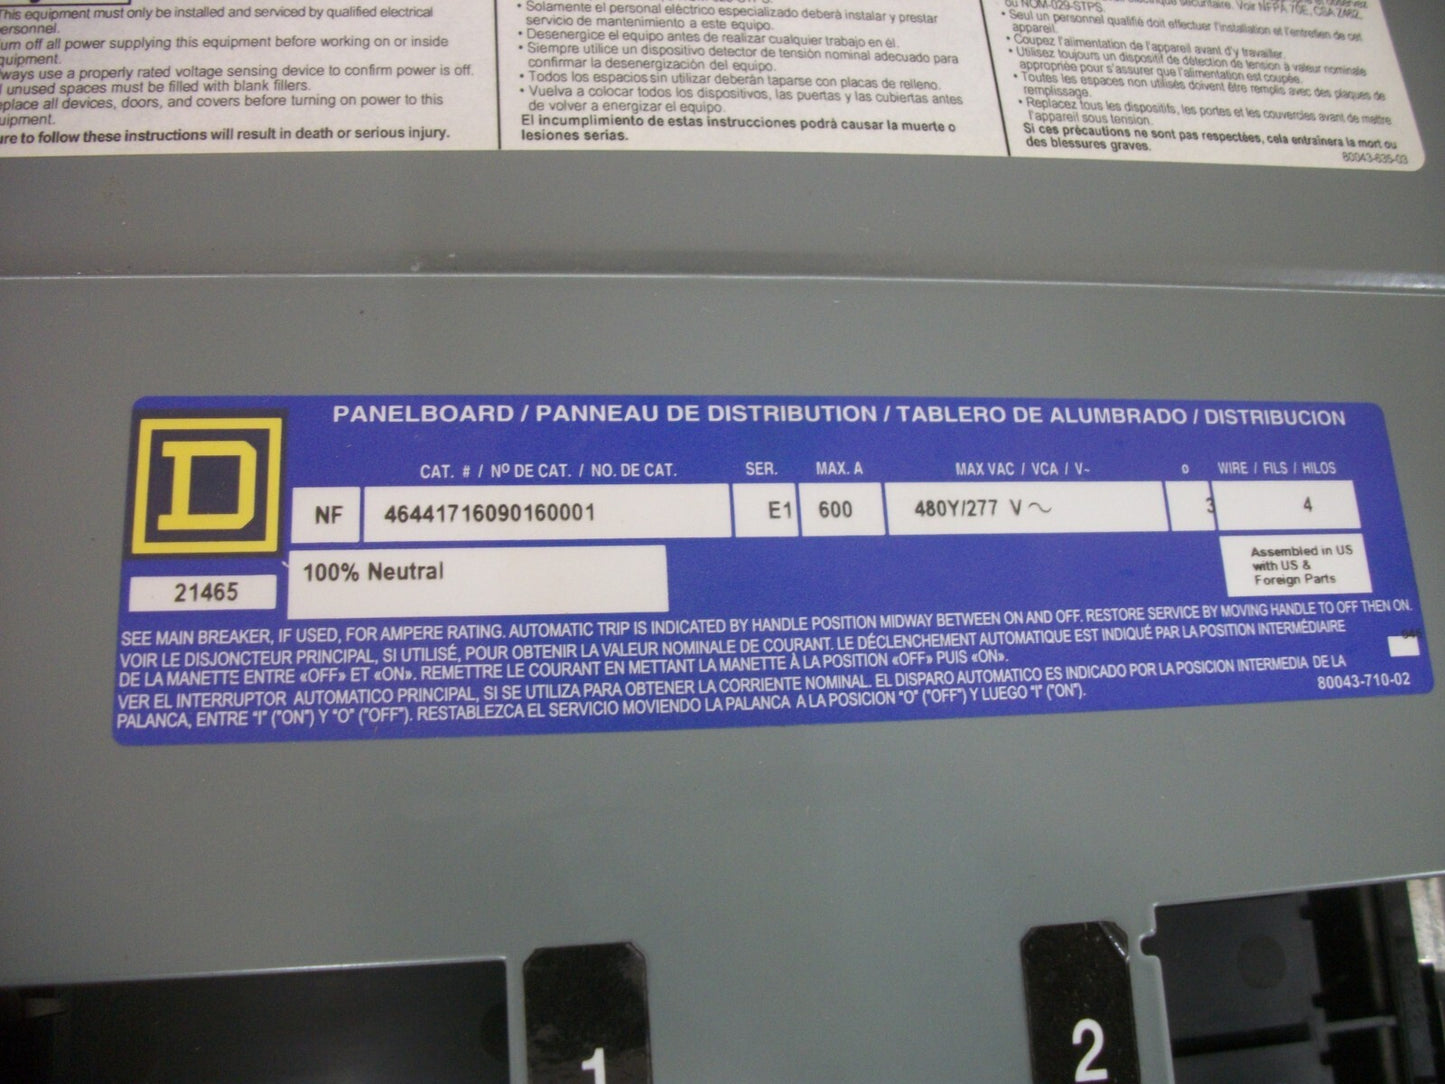 This equipment must only be installed and serviced by qualified electrical
personnel.
urn off all power supplying this equipment before working on or inside
quipment.
ways use a properly rated voltage sensing device to confirm power is off.
unused spaces must be filled with blank fillers.
eplace all devices, doors, and covers before turning on power to this
uipment.
ure to follow these instructions will result in death or serious injury.
• Solamente el personal eléctrico especializado deberá instalar y prestar
servicio de mantenimiento a este equipo.
• Desenergice el equipo antes de realizar cualquier trabajo en él.
• Siempre utilice un dispositivo detector de tensión nominal adecuado para
confirmar la desenergización del equipo.
• Todos los espacios sin utilizar deberán taparse con placas de relleno.
• Vuelva a colocar todos los dispositivos, las puertas y las cubiertas antes
de volver a energizar el equipo.
El incumplimiento de estas instrucciones podrá causar la muerte o
lesiones serias.
sécuritaire. Voir NFPA 70E, CSA Z462,
ou NOM-029-STPS.
• Seul un personnel qualifié doit effectuer l'installation et l'entretien de cet
appareil.
• Coupez l'alimentation de l'appareil avant d'y travailler.
• Utilisez toujours un dispositif de détection de tension à valeur nominale
appropriée pour s'assurer que l'alimentation est coupée.
• Toutes les espaces non utilisés doivent être remplis avec des plaques de
remplissage.
• Replacez tous les dispositifs, les portes et les couvercles avant de mettre
l'appareil sous tension.
Si ces précautions ne sont pas respectées, cela entraînera la mort ou
des blessures graves.
80043-635-03
PANELBOARD / PANNEAU DE DISTRIBUTION / TABLERO DE ALUMBRADO / DISTRIBUCION
D
CAT. # / Nº DE CAT. / NO. DE CAT. SER. MAX. A MAX VAC / VCA / V~ ø WIRE / FILS / HILOS
NF 46441716090160001 E1 600 480Y/277 V ~ 3 4
100% Neutral
Assembled in US
with US &
Foreign Parts
21465
SEE MAIN BREAKER, IF USED, FOR AMPERE RATING. AUTOMATIC TRIP IS INDICATED BY HANDLE POSITION MIDWAY BETWEEN ON AND OFF. RESTORE SERVICE BY MOVING HANDLE TO OFF THEN ON.
VOIR LE DISJONCTEUR PRINCIPAL, SI UTILISÉ, POUR OBTENIR LA VALEUR NOMINALE DE COURANT. LE DÉCLENCHEMENT AUTOMATIQUE EST INDIQUÉ PAR LA POSITION INTERMÉDIAIRE
DE LA MANETTE ENTRE «OFF» ET «ON». REMETTRE LE COURANT EN METTANT LA MANETTE À LA POSITION «OFF» PUIS «ON».
VER EL INTERRUPTOR AUTOMATICO PRINCIPAL, SI SE UTILIZA PARA OBTENER LA CORRIENTE NOMINAL. EL DISPARO AUTOMATICO ES INDICADO POR LA POSICION INTERMEDIA DE LA
PALANCA, ENTRE "I" ("ON") Y "O" ("OFF"). RESTABLEZCA EL SERVICIO MOVIENDO LA PALANCA A LA POSICION "O" ("OFF") Y LUEGO "I" ("ON").
80043-710-02
1
2